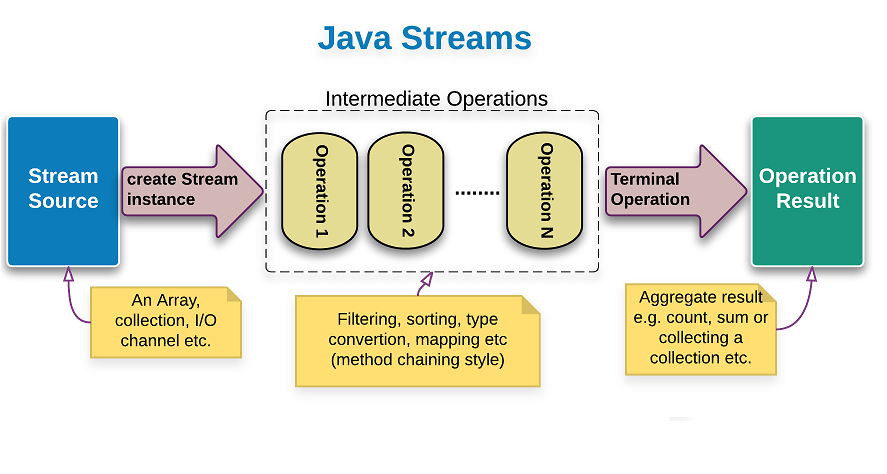 Java Streams
Intermediate Operations
Stream
Source
create Stream
instance
Operation 1
Operation 2
........
Operation N
Terminal
Operation
Operation
Result
An Array,
collection, I/O
channel etc.
Filtering, sorting, type
convertion, mapping etc
(method chaining style)
Aggregate result
e.g. count, sum or
collecting a
collection etc.